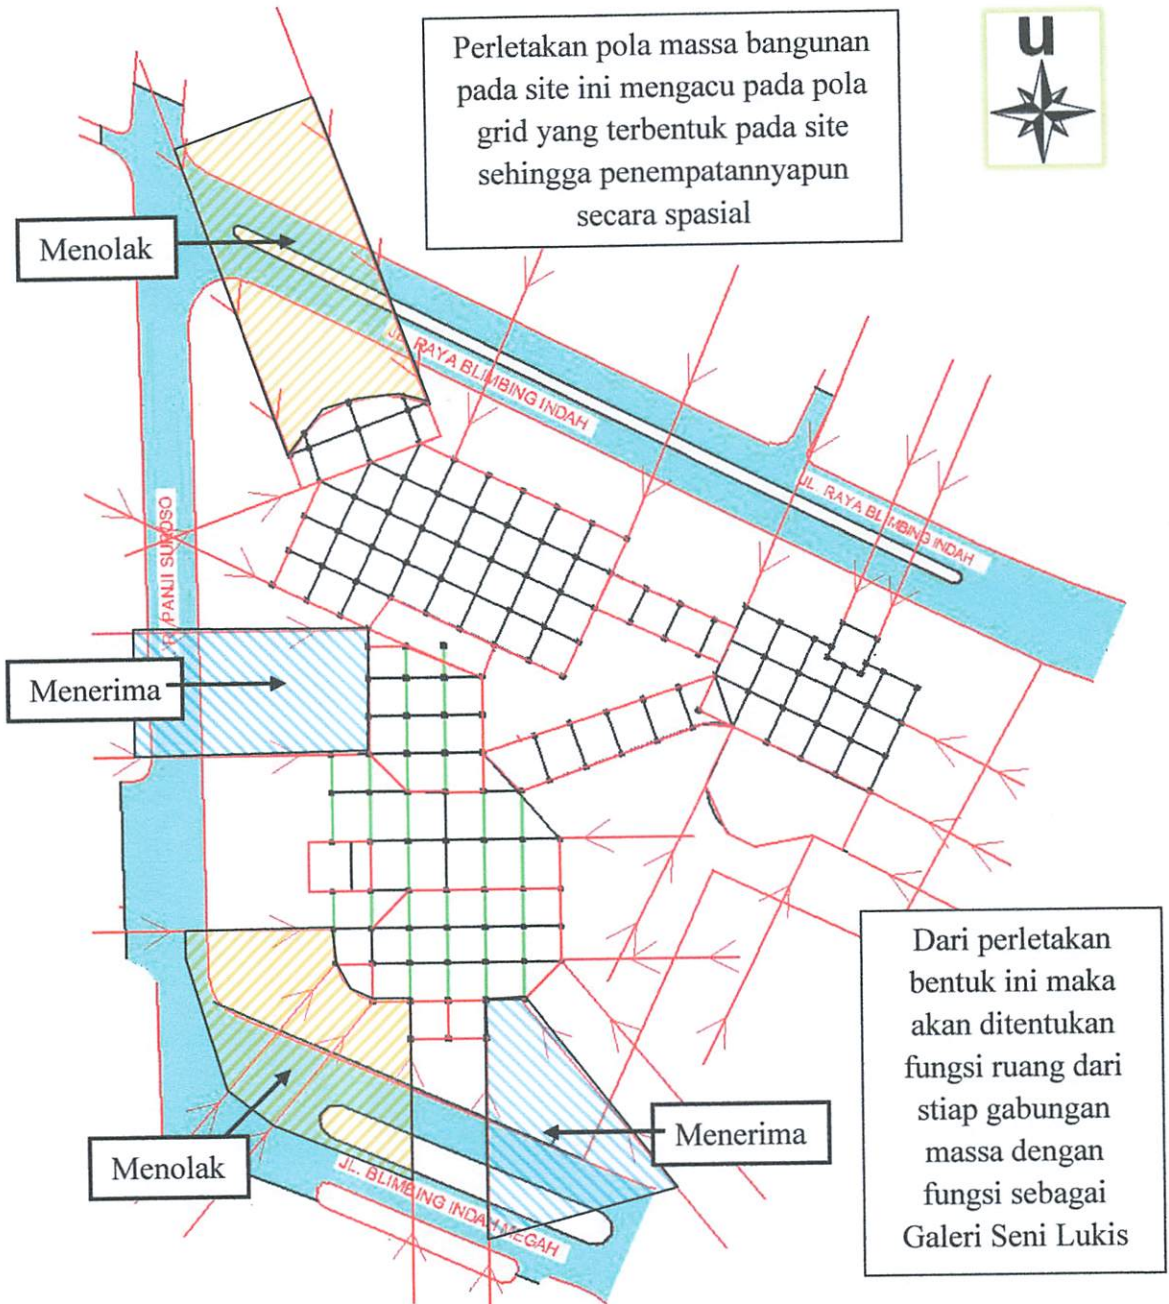 Perletakan pola massa bangunan
pada site ini mengacu pada pola
grid yang terbentuk pada site
sehingga penempatannyapun
secara spasial
u
Menolak
JL. RAYA BLIMBING INDAH
JL. RAYA BLIMBING INDAH
PANJI SUROSO
Menerima
Dari perletakan
bentuk ini maka
akan ditentukan
fungsi ruang dari
stiap gabungan
massa dengan
fungsi sebagai
Galeri Seni Lukis
Menerima
Menolak
JL. BLIMBING INDAH MEGAH